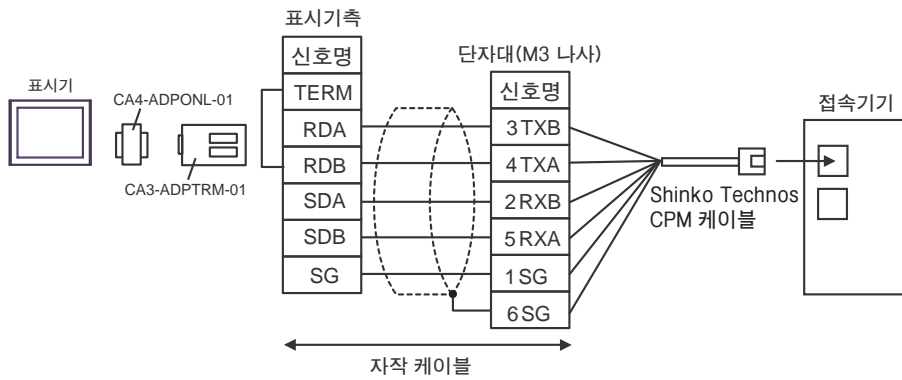 표시기측
신호명
TERM
RDA
RDB
SDA
SDB
SG
단자대(M3 나사)
신호명
3 TXB
4 TXA
2 RXB
5 RXA
1 SG
6 SG
표시기
CA4-ADPONL-01
CA3-ADPTRM-01
접속기기
Shinko Technos
CPM 케이블
자작 케이블